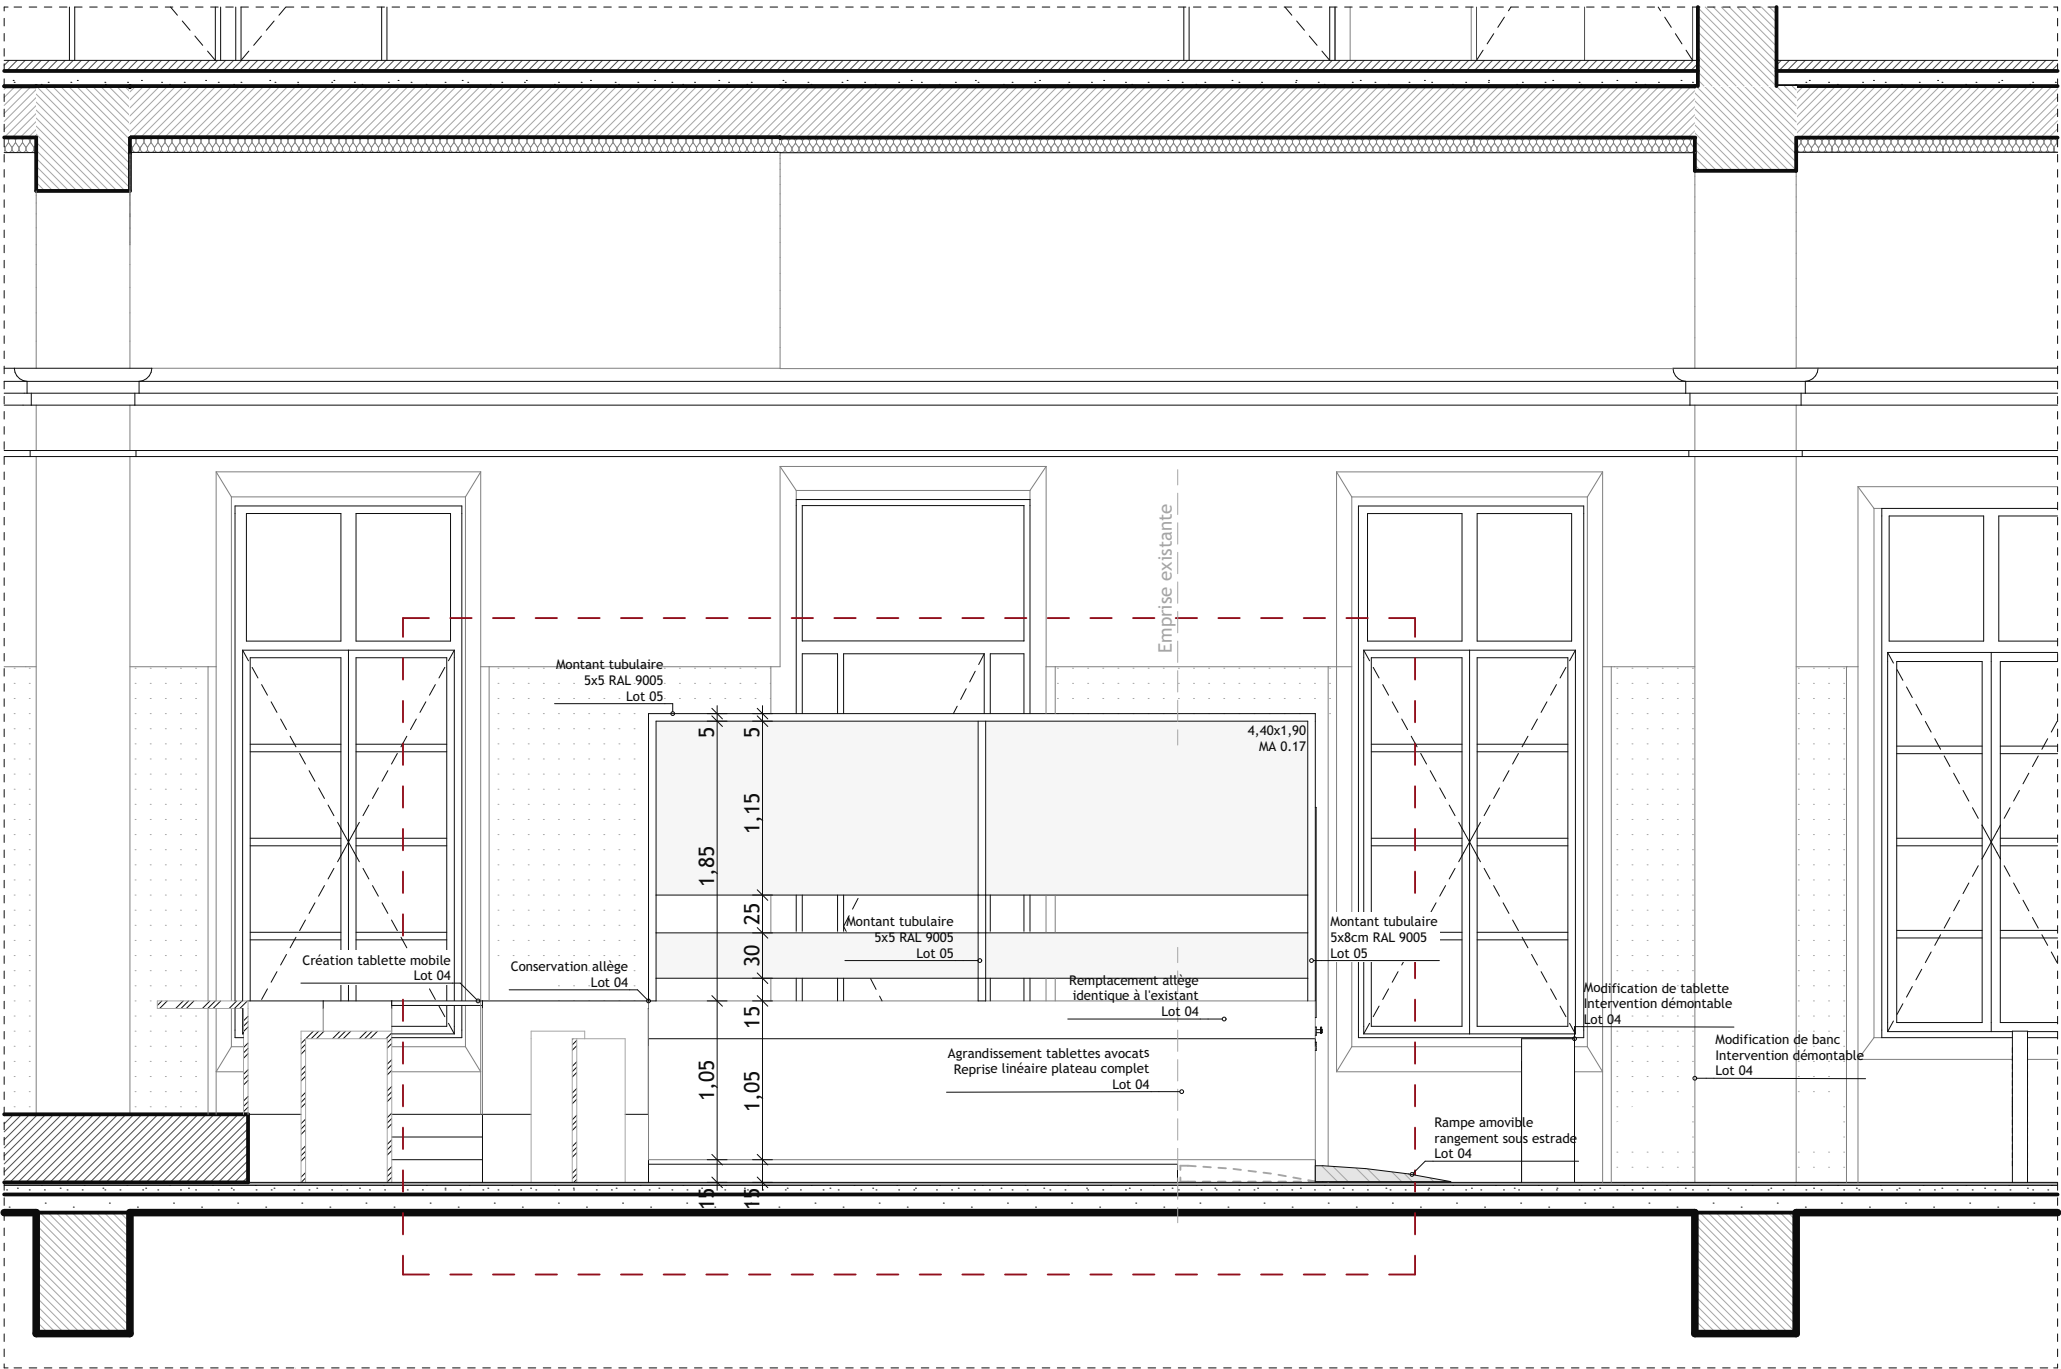 Emprise existante
Montant tubulaire
5x5 RAL 9005
Lot 05
4,40x1,90
MA 0.17
5
5
1,15
1,85
25
30
15
1,05
1,05
15
15
Montant tubulaire
5x5 RAL 9005
Lot 05
Montant tubulaire
5x8cm RAL 9005
Lot 05
Création tablette mobile
Lot 04
Conservation allège
Lot 04
Remplacement allège
identique à l'existant
Lot 04
Modification de tablette
Intervention démontable
Lot 04
Modification de banc
Intervention démontable
Lot 04
Agrandissement tablettes avocats
Reprise linéaire plateau complet
Lot 04
Rampe amovible
rangement sous estrade
Lot 04